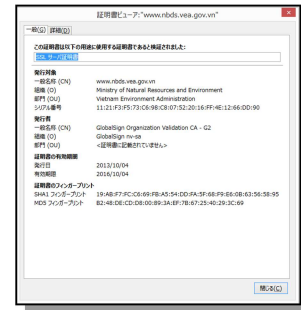 証明書ビューア:"www.nbds.vea.gov.vn"
×
一般(G) 詳細(D)
この証明書は以下の用途に使用する証明書であると検証されました:
SSL サーバ証明書
発行対象
一般名称 (CN) www.nbds.vea.gov.vn
組織 (O) Ministry of Natural Resources and Environment
部門 (OU) Vietnam Environment Administration
シリアル番号 11:21:F3:F5:73:C6:98:C8:07:52:20:16:FF:4E:12:66:DD:90
発行者
一般名称 (CN) GlobalSign Organization Validation CA - G2
組織 (O) GlobalSign nv-sa
部門 (OU) <証明書に記載されていません>
証明書の有効期間
発行日 2013/10/04
有効期限 2016/10/04
証明書のフィンガープリント
SHA1 フィンガープリント 19:AB:F7:FC:C6:69:FB:A5:54:DD:FA:5F:68:F9:E6:0B:63:56:58:95
MD5 フィンガープリント B2:48:DE:CD:D8:00:89:3A:EF:7B:67:25:40:29:3C:69
閉じる(C)